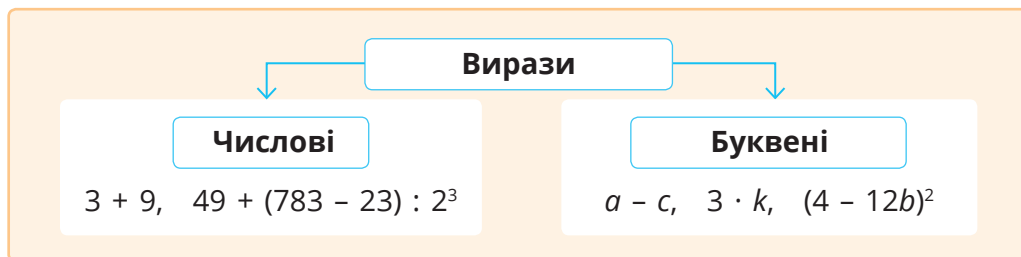 Вирази
Числові
3 + 9, 49 + (783 – 23) : 2³
Буквені
a – c, 3 · k, (4 – 12b)²